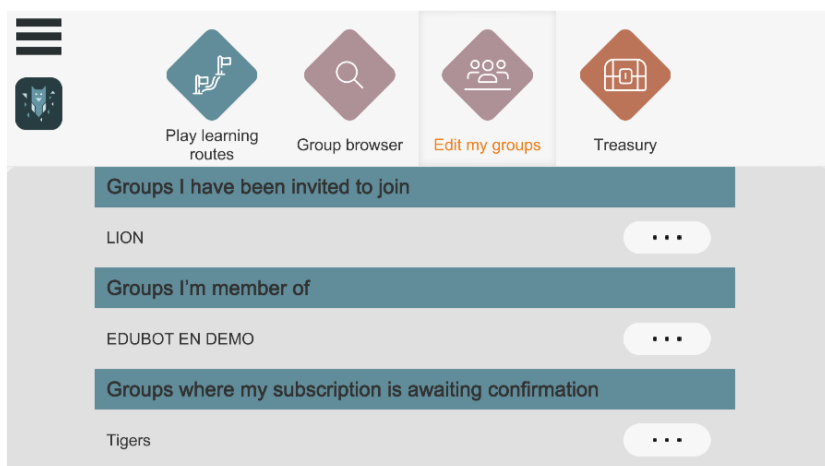 Play learning
routes
Group browser
Edit my groups
Treasury
Groups I have been invited to join
LION
Groups I'm member of
EDUBOT EN DEMO
Groups where my subscription is awaiting confirmation
Tigers